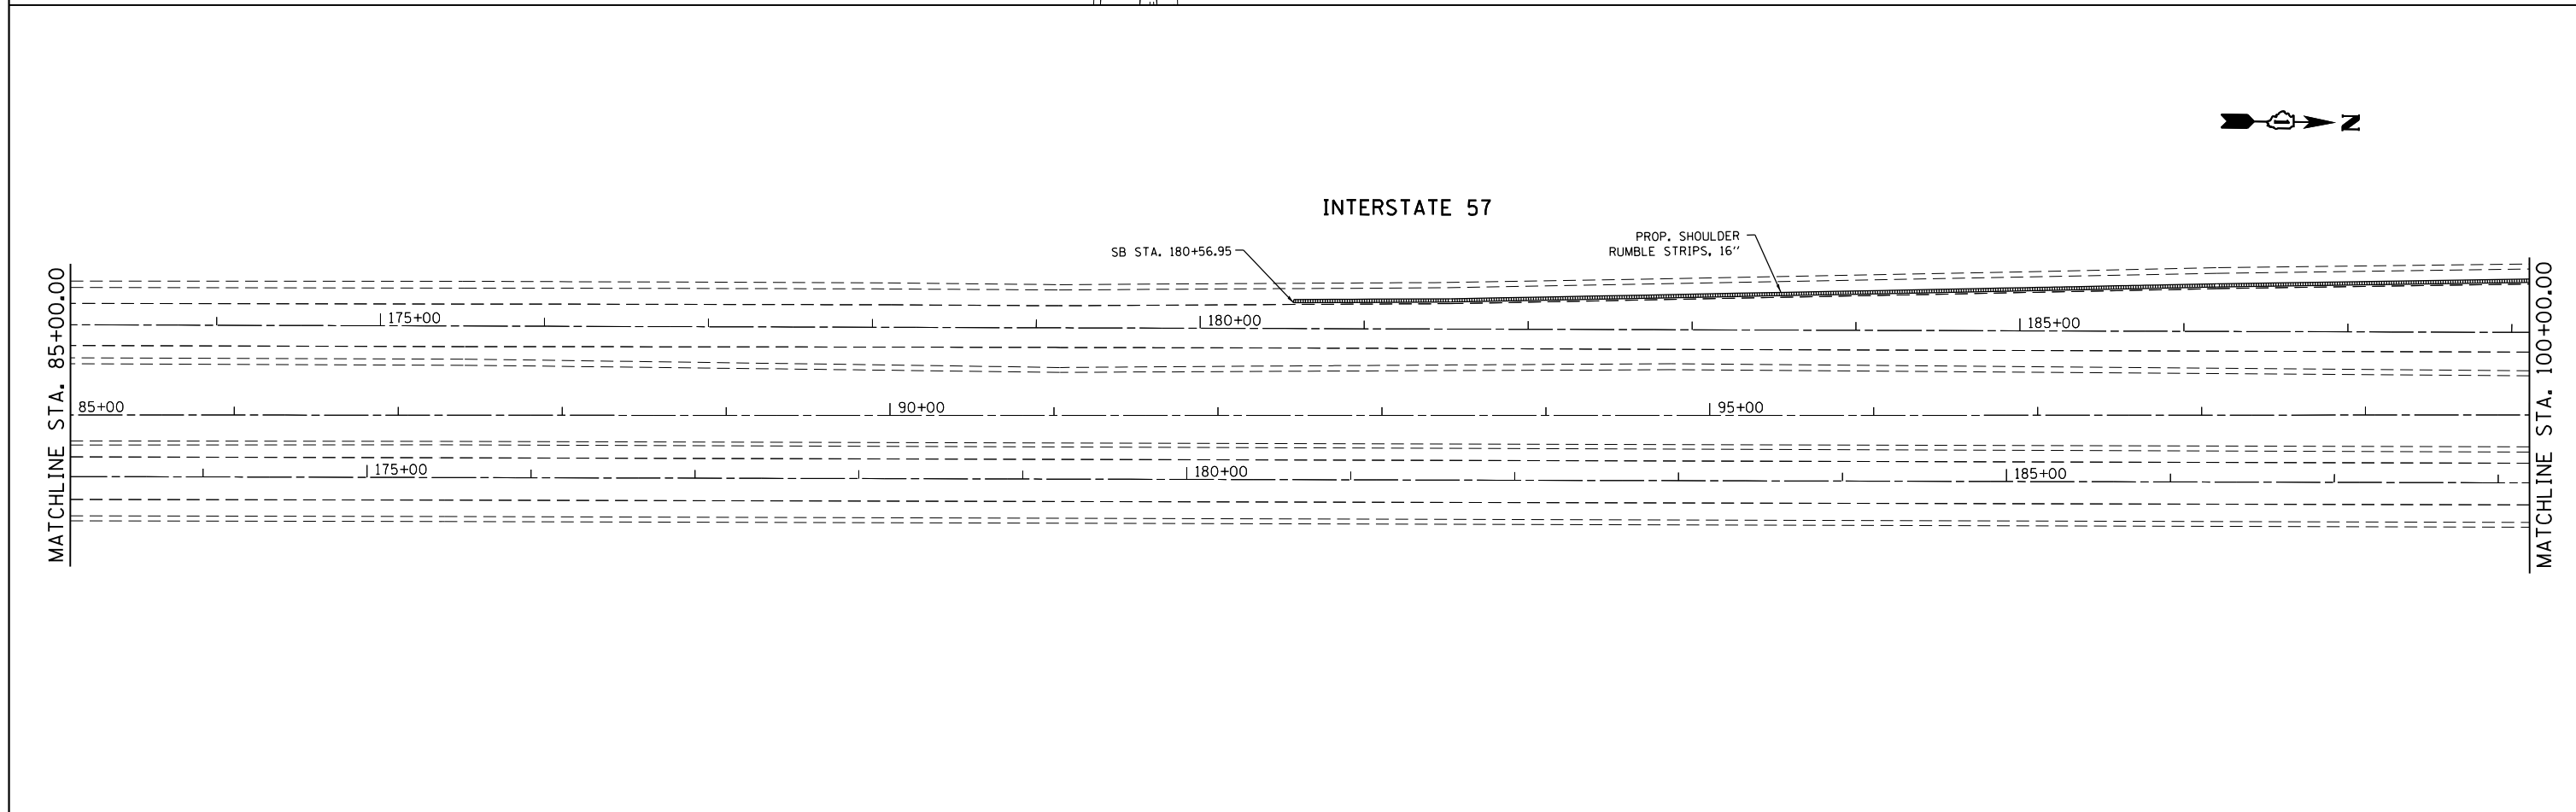 N
INTERSTATE 57
PROP. SHOULDER
RUMBLE STRIPS, 16"
SB STA. 180+56.95
MATCHLINE STA. 85+00.00
MATCHLINE STA. 100+00.00
175+00
180+00
185+00
85+00
90+00
95+00
175+00
180+00
185+00